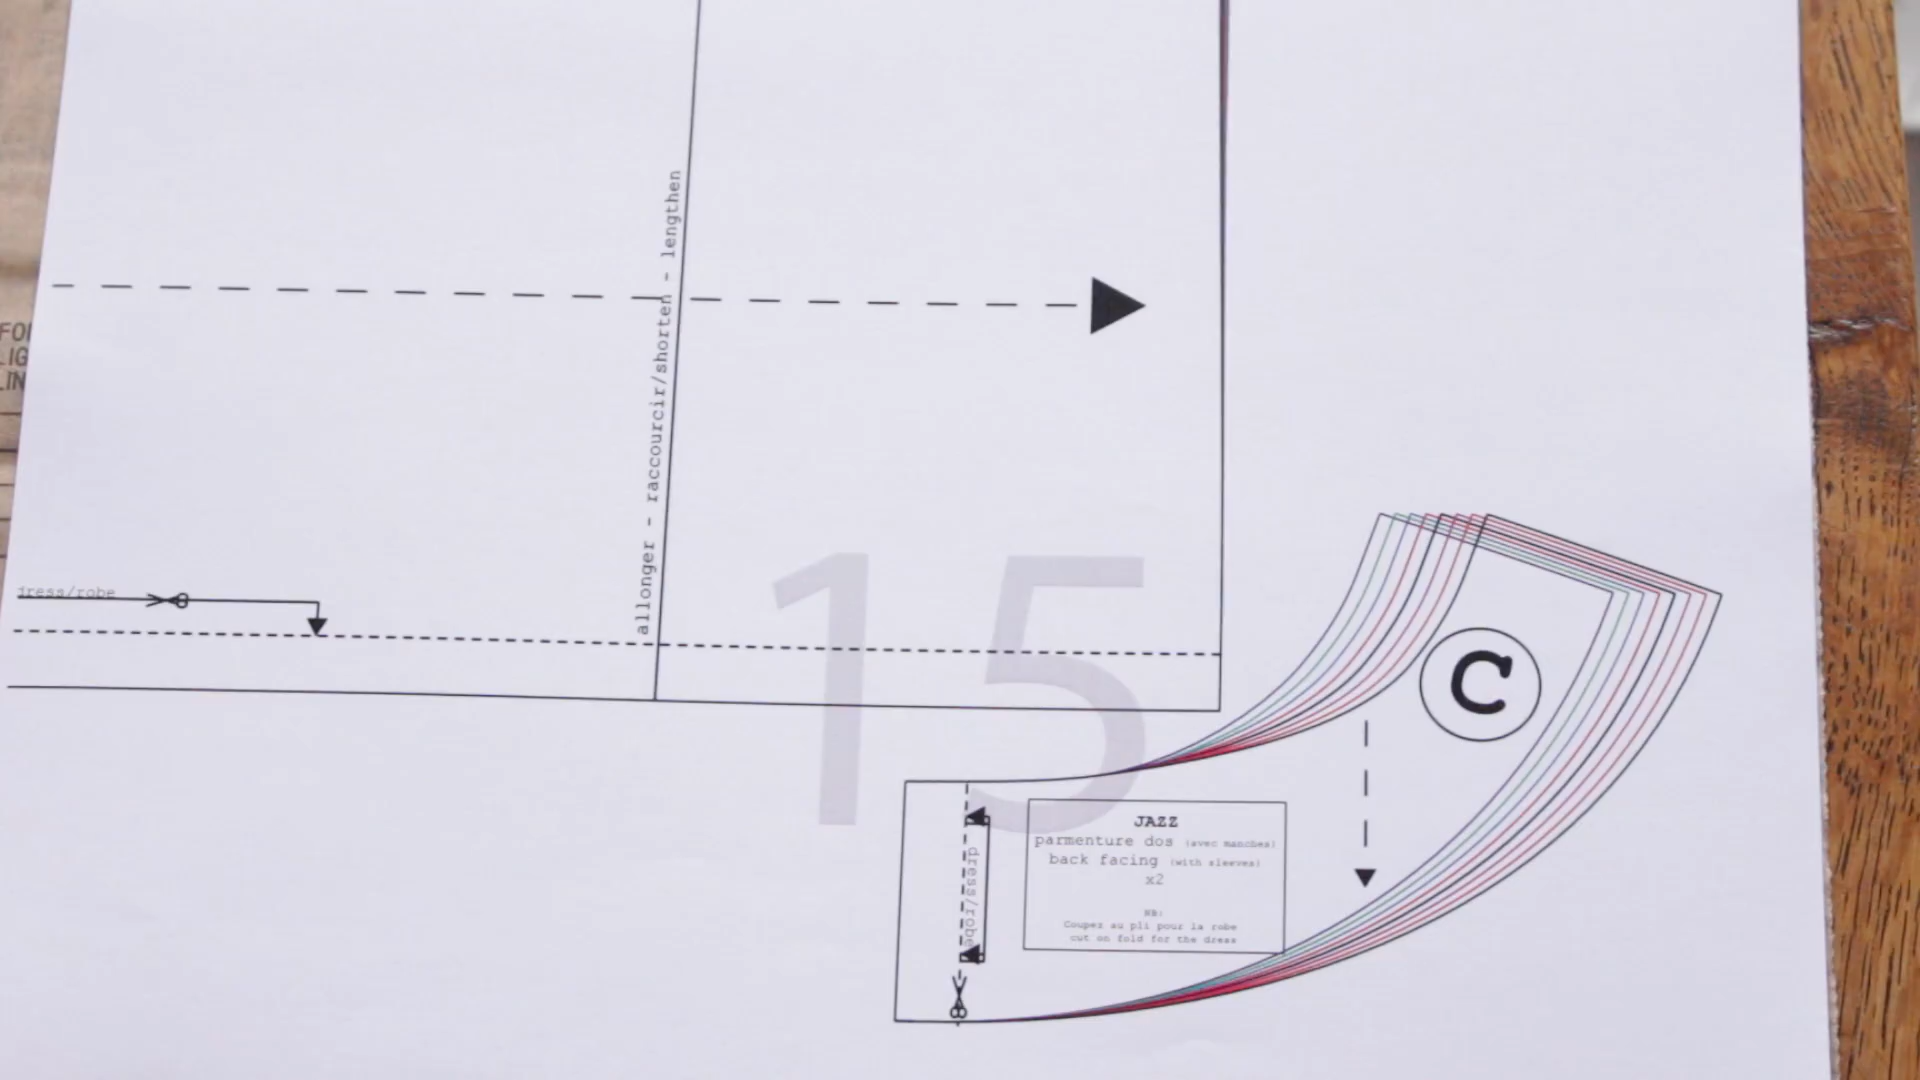 allonger - raccourcir/shorten - lengthen
dress/robe
15
C
JAZZ
parmenture dos (avec manches)
back facing (with sleeves)
x2
NB:
Coupez au pli pour la robe
cut on fold for the dress
dress/robe